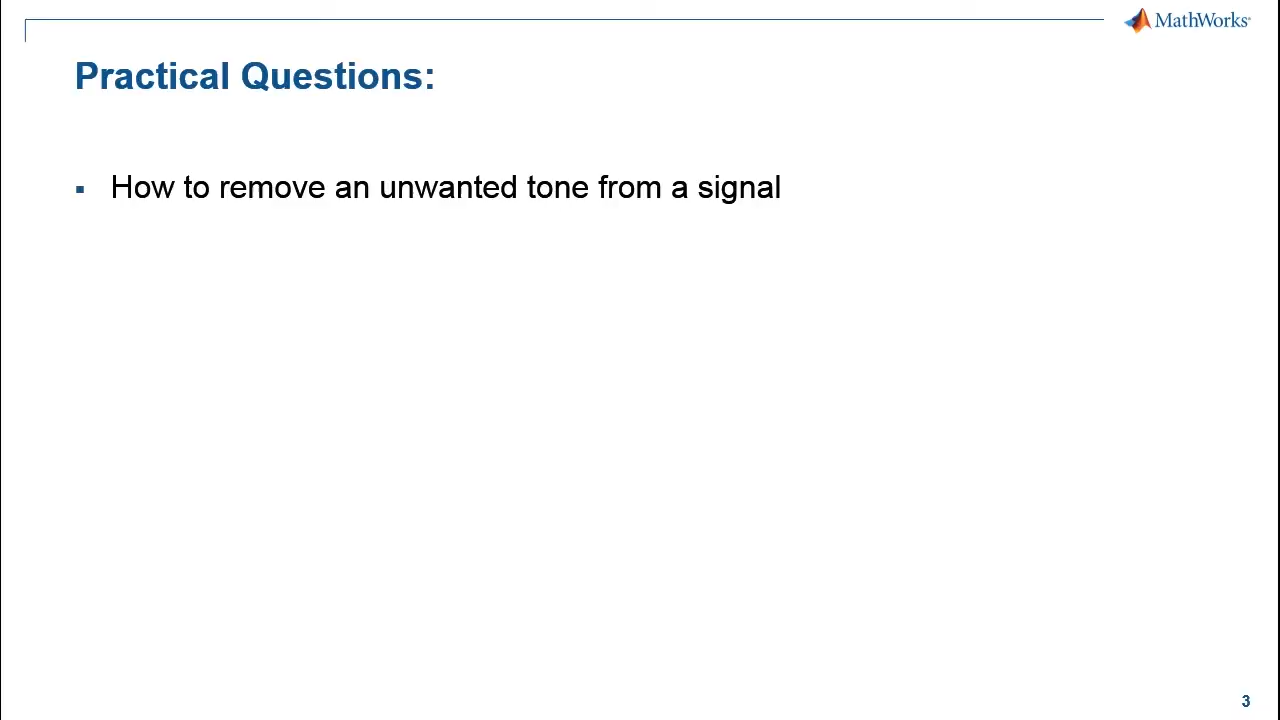 MathWorks®
Practical Questions:
▪ How to remove an unwanted tone from a signal
3